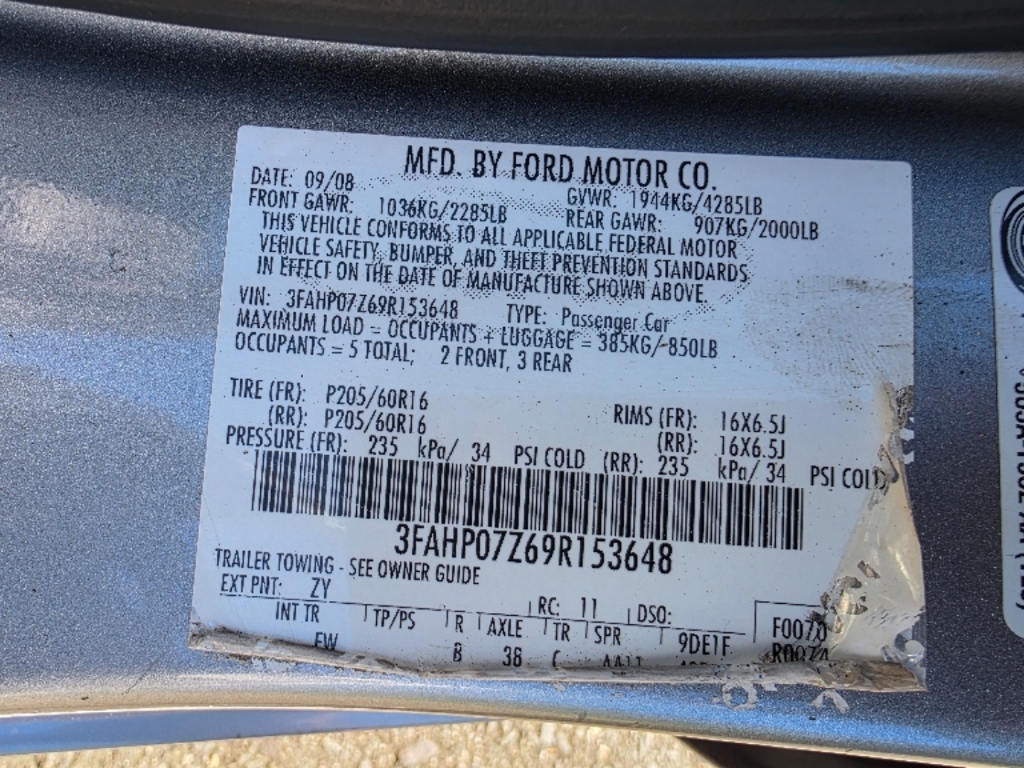 MFD. BY FORD MOTOR CO.
DATE: 09/08 GVWR: 1944KG/4285LB
FRONT GAWR: 1036KG/2285LB REAR GAWR: 907KG/2000LB
THIS VEHICLE CONFORMS TO ALL APPLICABLE FEDERAL MOTOR
VEHICLE SAFETY, BUMPER, AND THEFT PREVENTION STANDARDS
IN EFFECT ON THE DATE OF MANUFACTURE SHOWN ABOVE.
VIN: 3FAHP07Z69R153648 TYPE: Passenger Car
MAXIMUM LOAD = OCCUPANTS + LUGGAGE = 385KG/-850LB
OCCUPANTS = 5 TOTAL; 2 FRONT, 3 REAR
TIRE (FR): P205/60R16 RIMS (FR): 16X6.5J
(RR): P205/60R16 (RR): 16X6.5J
PRESSURE (FR): 235 kPa/ 34 PSI COLD (RR): 235 kPa/ 34 PSI COLD
3FAHP07Z69R153648
TRAILER TOWING - SEE OWNER GUIDE
EXT PNT: ZY RC: 11 DSO:
INT TR TP/PS R AXLE TR SPR 9DE1F F0070
EW B 38 C